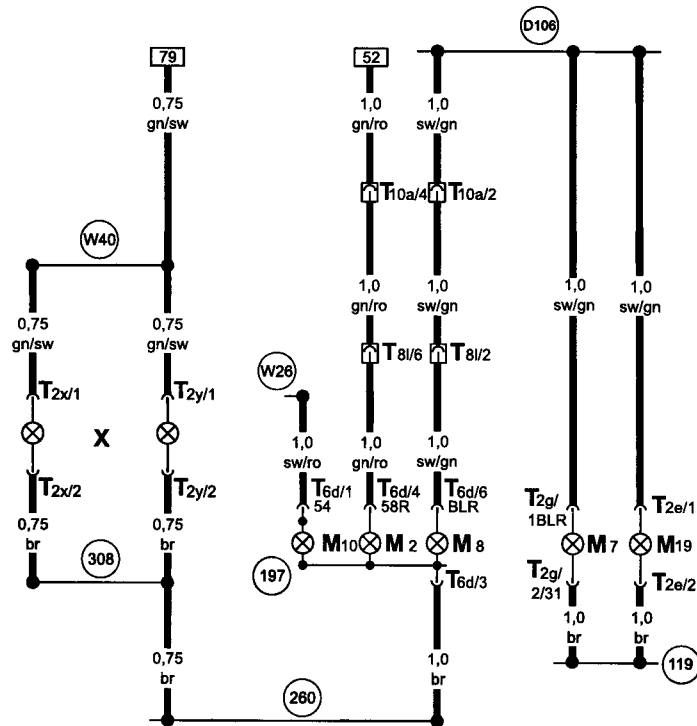 D106
79
52
0,75
gn/sw
1,0
gn/ro
1,0
sw/gn
T10a/4
T10a/2
W40
0,75
gn/sw
0,75
gn/sw
1,0
gn/ro
1,0
sw/gn
1,0
sw/gn
1,0
sw/gn
T8l/6
T8l/2
W26
T2x/1
T2y/1
X
1,0
sw/ro
1,0
gn/ro
1,0
sw/gn
T2x/2
T2y/2
T6d/1
54
T6d/4
58R
T6d/6
BLR
T2g/
1BLR
T2e/1
0,75
br
0,75
br
M10
M2
M8
M7
M19
308
197
T6d/3
T2g/
2/31
T2e/2
1,0
br
1,0
br
0,75
br
1,0
br
119
260